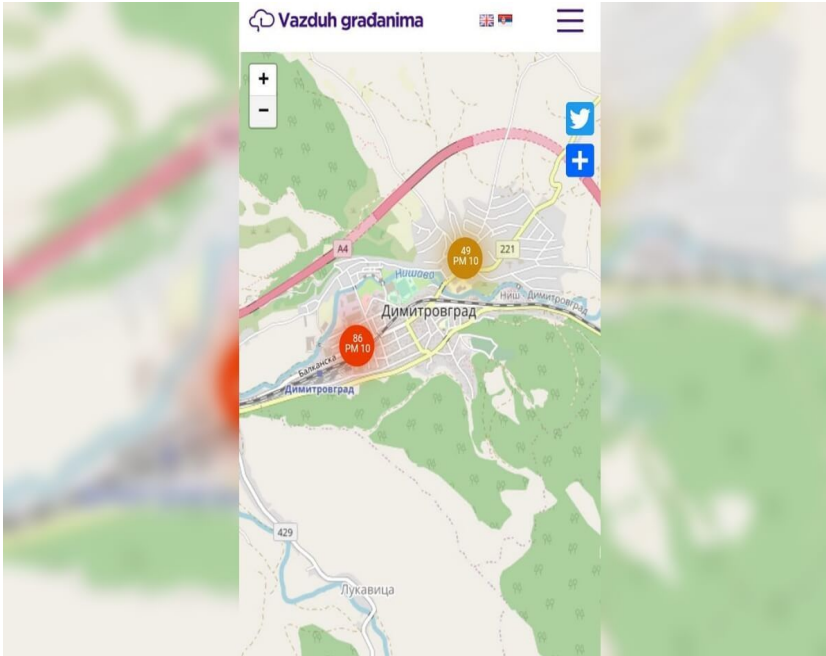 Vazduh građanima
+
−
A4
49
PM 10
221
Нишава
Ниш
Димитровград
Димитровград
86
PM 10
Балканска
Димитровград
429
Лукавица